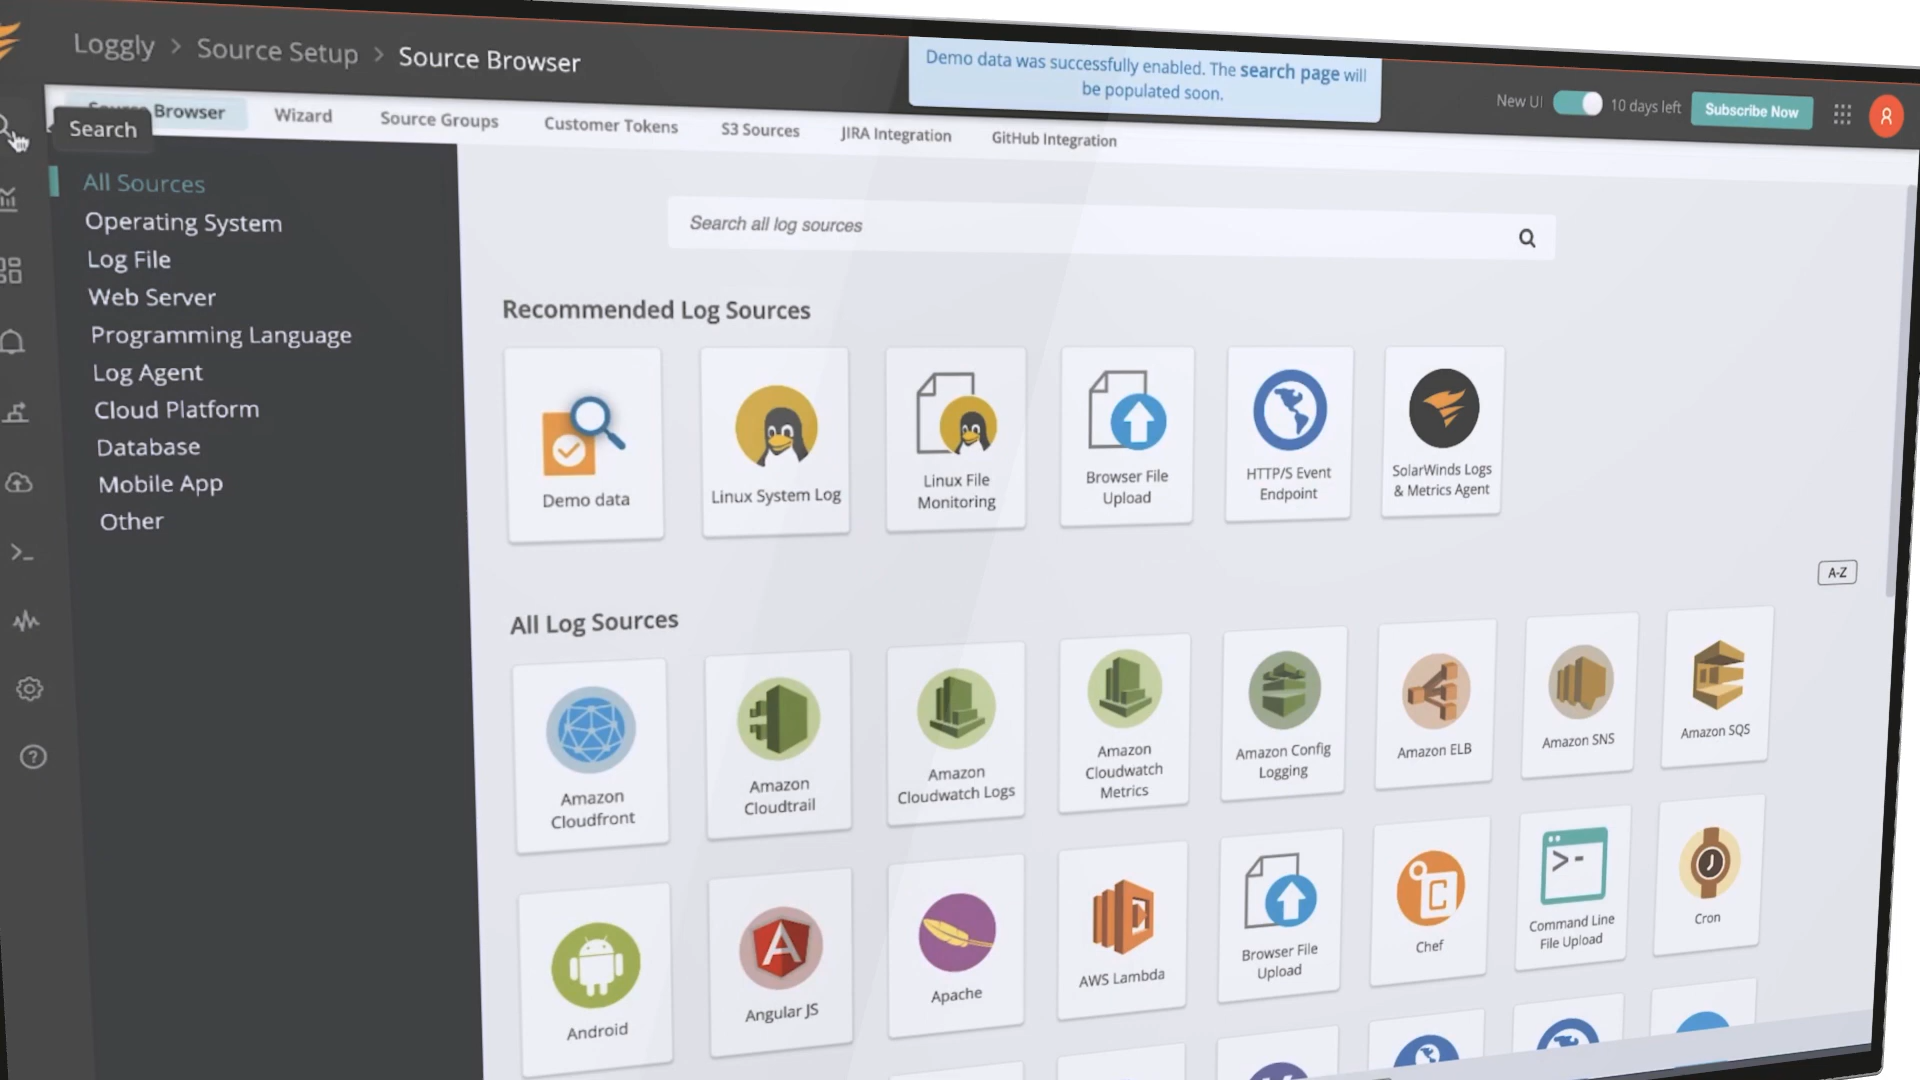 Loggly > Source Setup > Source Browser
Demo data was successfully enabled. The search page will
be populated soon.
New UI
10 days left
Subscribe Now
Search
Browser
Wizard
Source Groups
Customer Tokens
S3 Sources
JIRA Integration
GitHub Integration
All Sources
Operating System
Log File
Web Server
Programming Language
Log Agent
Cloud Platform
Database
Mobile App
Other
Search all log sources
Recommended Log Sources
Demo data
Linux System Log
Linux File
Monitoring
Browser File
Upload
HTTP/S Event
Endpoint
SolarWinds Logs
& Metrics Agent
A-Z
All Log Sources
Amazon
Cloudfront
Amazon
Cloudtrail
Amazon
Cloudwatch Logs
Amazon
Cloudwatch
Metrics
Amazon Config
Logging
Amazon ELB
Amazon SNS
Amazon SQS
Android
Angular JS
Apache
AWS Lambda
Browser File
Upload
Chef
Command Line
File Upload
Cron